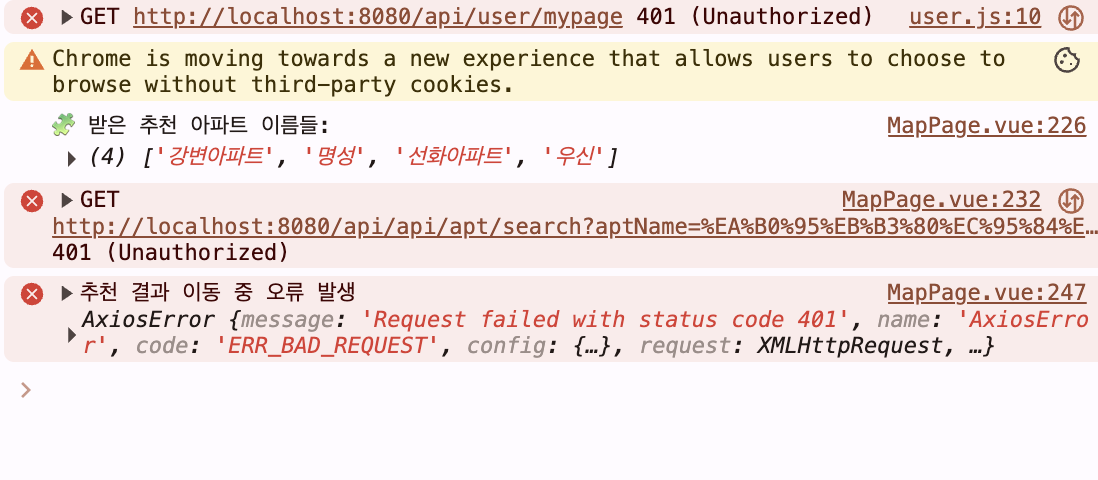 GET http://localhost:8080/api/user/mypage 401 (Unauthorized) user.js:10
Chrome is moving towards a new experience that allows users to choose to
browse without third-party cookies.
받은 추천 아파트 이름들: MapPage.vue:226
(4) ['강변아파트', '명성', '선화아파트', '우신']
GET MapPage.vue:232
http://localhost:8080/api/api/apt/search?aptName=%EA%B0%95%EB%B3%80%EC%95%84%E…
401 (Unauthorized)
추천 결과 이동 중 오류 발생 MapPage.vue:247
AxiosError {message: 'Request failed with status code 401', name: 'AxiosErro
r', code: 'ERR_BAD_REQUEST', config: {…}, request: XMLHttpRequest, …}